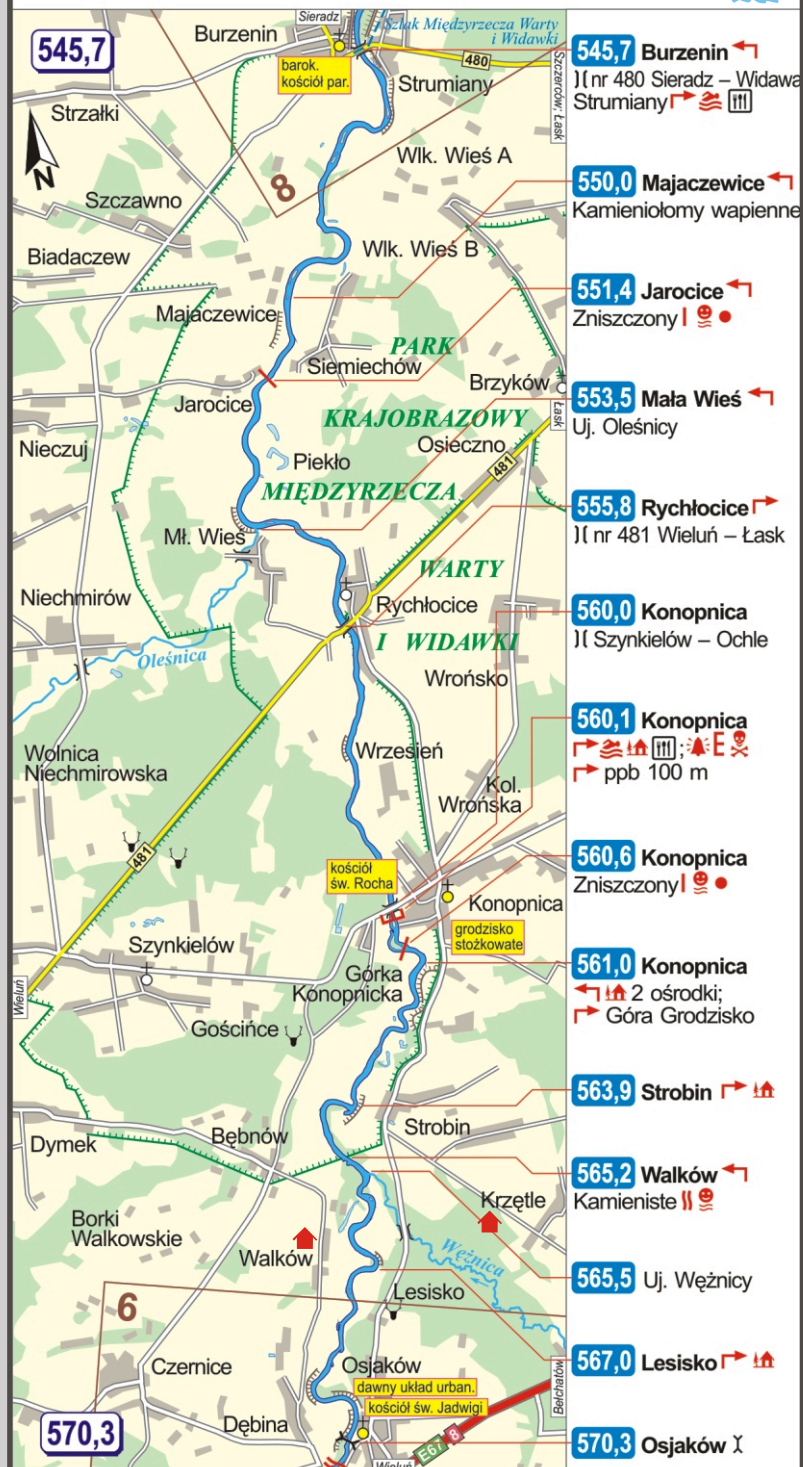 Sieradz
Szlak Międzyrzecza Warty
i Widawki
545,7
Burzenin
barok.
kościół par.
480
Strumiany
Szczerców; Łask
Strzałki
N
8
Wlk. Wieś A
Szczawno
Biadaczew
Wlk. Wieś B
Majaczewice
PARK
Siemiechów
Brzyków
Jarocice
Łask
KRAJOBRAZOWY
Osieczno
Nieczuj
Piekło
481
MIĘDZYRZECZA
Mł. Wieś
WARTY
Niechmirów
Rychłocice
I WIDAWKI
Oleśnica
Wrońsko
Wolnica
Niechmirowska
Wrzesień
Kol.
Wrońska
481
kościół
św. Rocha
Konopnica
grodzisko
stożkowate
Szynkielów
Górka
Konopnicka
Wieluń
Gościńce
Dymek
Bębnów
Strobin
Borki
Walkowskie
Krzętle
Walków
Wężnica
6
Lesisko
Czernice
Osjaków
dawny układ urban.
kościół św. Jadwigi
Bełchatów
Dębina
570,3
E67
8
Wieluń
545,7 Burzenin
nr 480 Sieradz – Widawa
Strumiany
550,0 Majaczewice
Kamieniołomy wapienne
551,4 Jarocice
Zniszczony
553,5 Mała Wieś
Uj. Oleśnicy
555,8 Rychłocice
nr 481 Wieluń – Łask
560,0 Konopnica
Szynkielów – Ochle
560,1 Konopnica
; E
ppb 100 m
560,6 Konopnica
Zniszczony
561,0 Konopnica
2 ośrodki;
Góra Grodzisko
563,9 Strobin
565,2 Walków
Kamieniste
565,5 Uj. Wężnicy
567,0 Lesisko
570,3 Osjaków